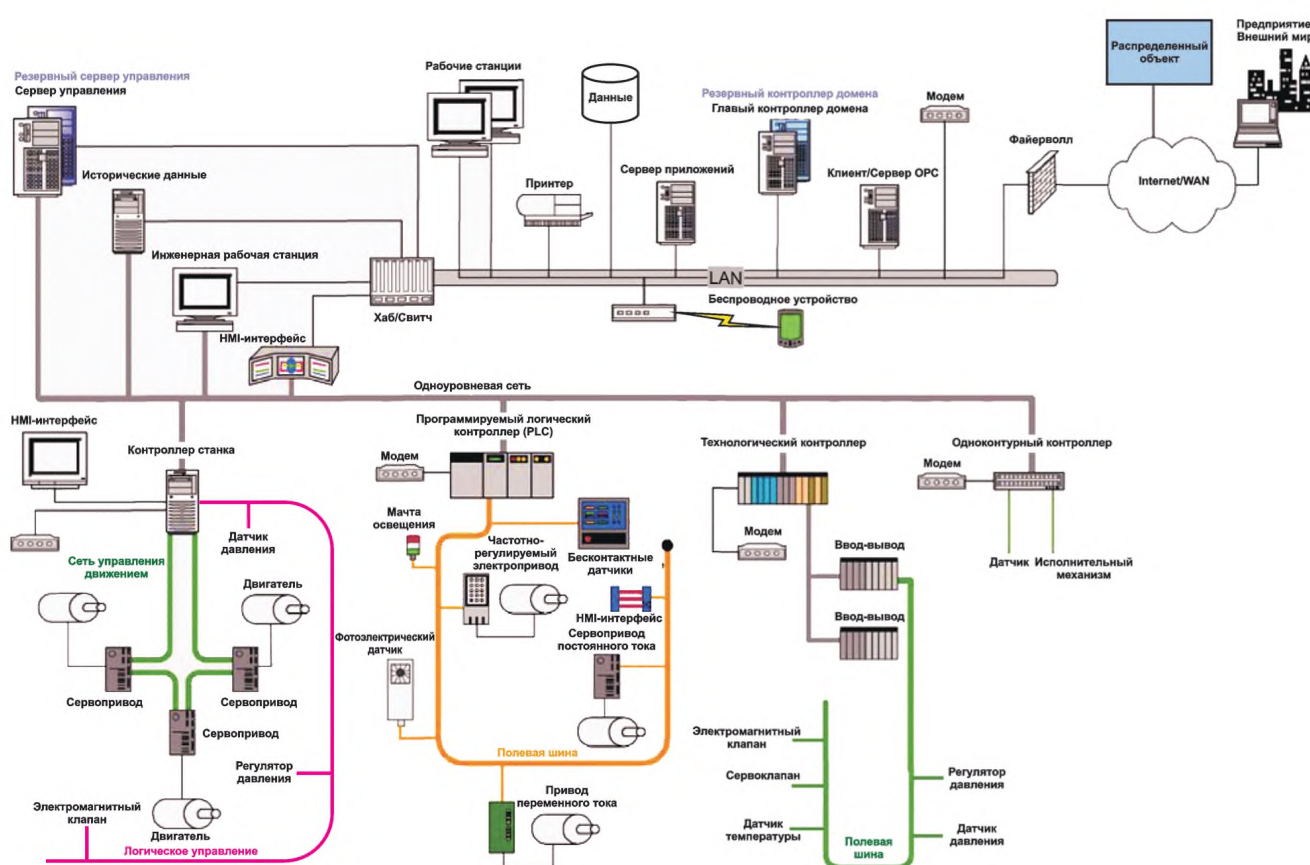 Предприятие
Внешний мир
Распределенный
объект
Резервный сервер управления
Сервер управления
Рабочие станции
Данные
Резервный контроллер домена
Главый контроллер домена
Модем
Файерволл
Internet/WAN
Исторические данные
Принтер
Сервер приложений
Клиент/Сервер OPC
Инженерная рабочая станция
LAN
Хаб/Свитч
Беспроводное устройство
HMI-интерфейс
Одноуровневая сеть
HMI-интерфейс
Контроллер станка
Программируемый логический
контроллер (PLC)
Технологический контроллер
Одноконтурный контроллер
Модем
Модем
Мачта
освещения
Датчик
давления
Частотно-
регулируемый
электропривод
Бесконтактные
датчики
Модем
Ввод-вывод
Датчик
Исполнительный
механизм
Сеть управления
движением
Двигатель
HMI-интерфейс
Ввод-вывод
Фотоэлектрический
датчик
Сервопривод
постоянного тока
Сервопривод
Сервопривод
Сервопривод
Электромагнитный
клапан
Полевая шина
Регулятор
давления
Сервоклапан
Регулятор
давления
Электромагнитный
клапан
Привод
переменного тока
Двигатель
Датчик
температуры
Датчик
давления
Логическое управление
Полевая
шина